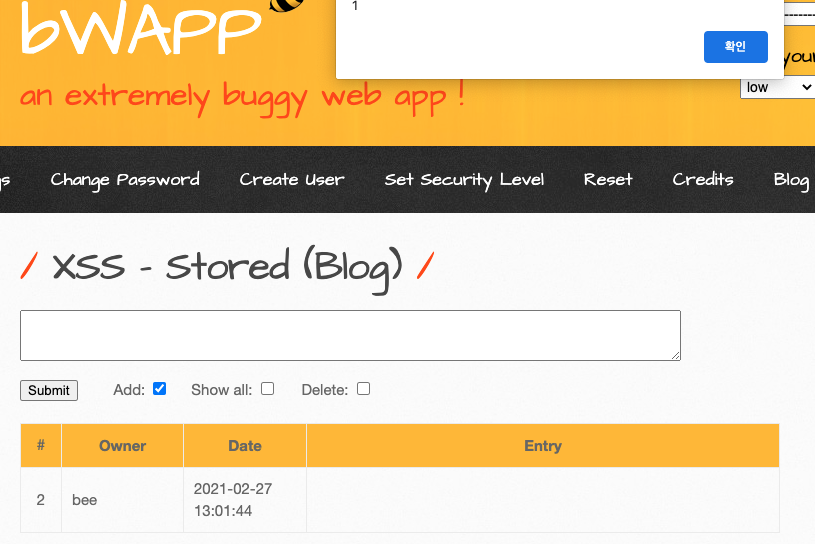 bWAPP
1
확인
an extremely buggy web app !
low
Change Password Create User Set Security Level Reset Credits Blog
/ XSS - Stored (Blog) /
Submit Add: Show all: Delete:
# Owner Date Entry
2 bee 2021-02-27
13:01:44